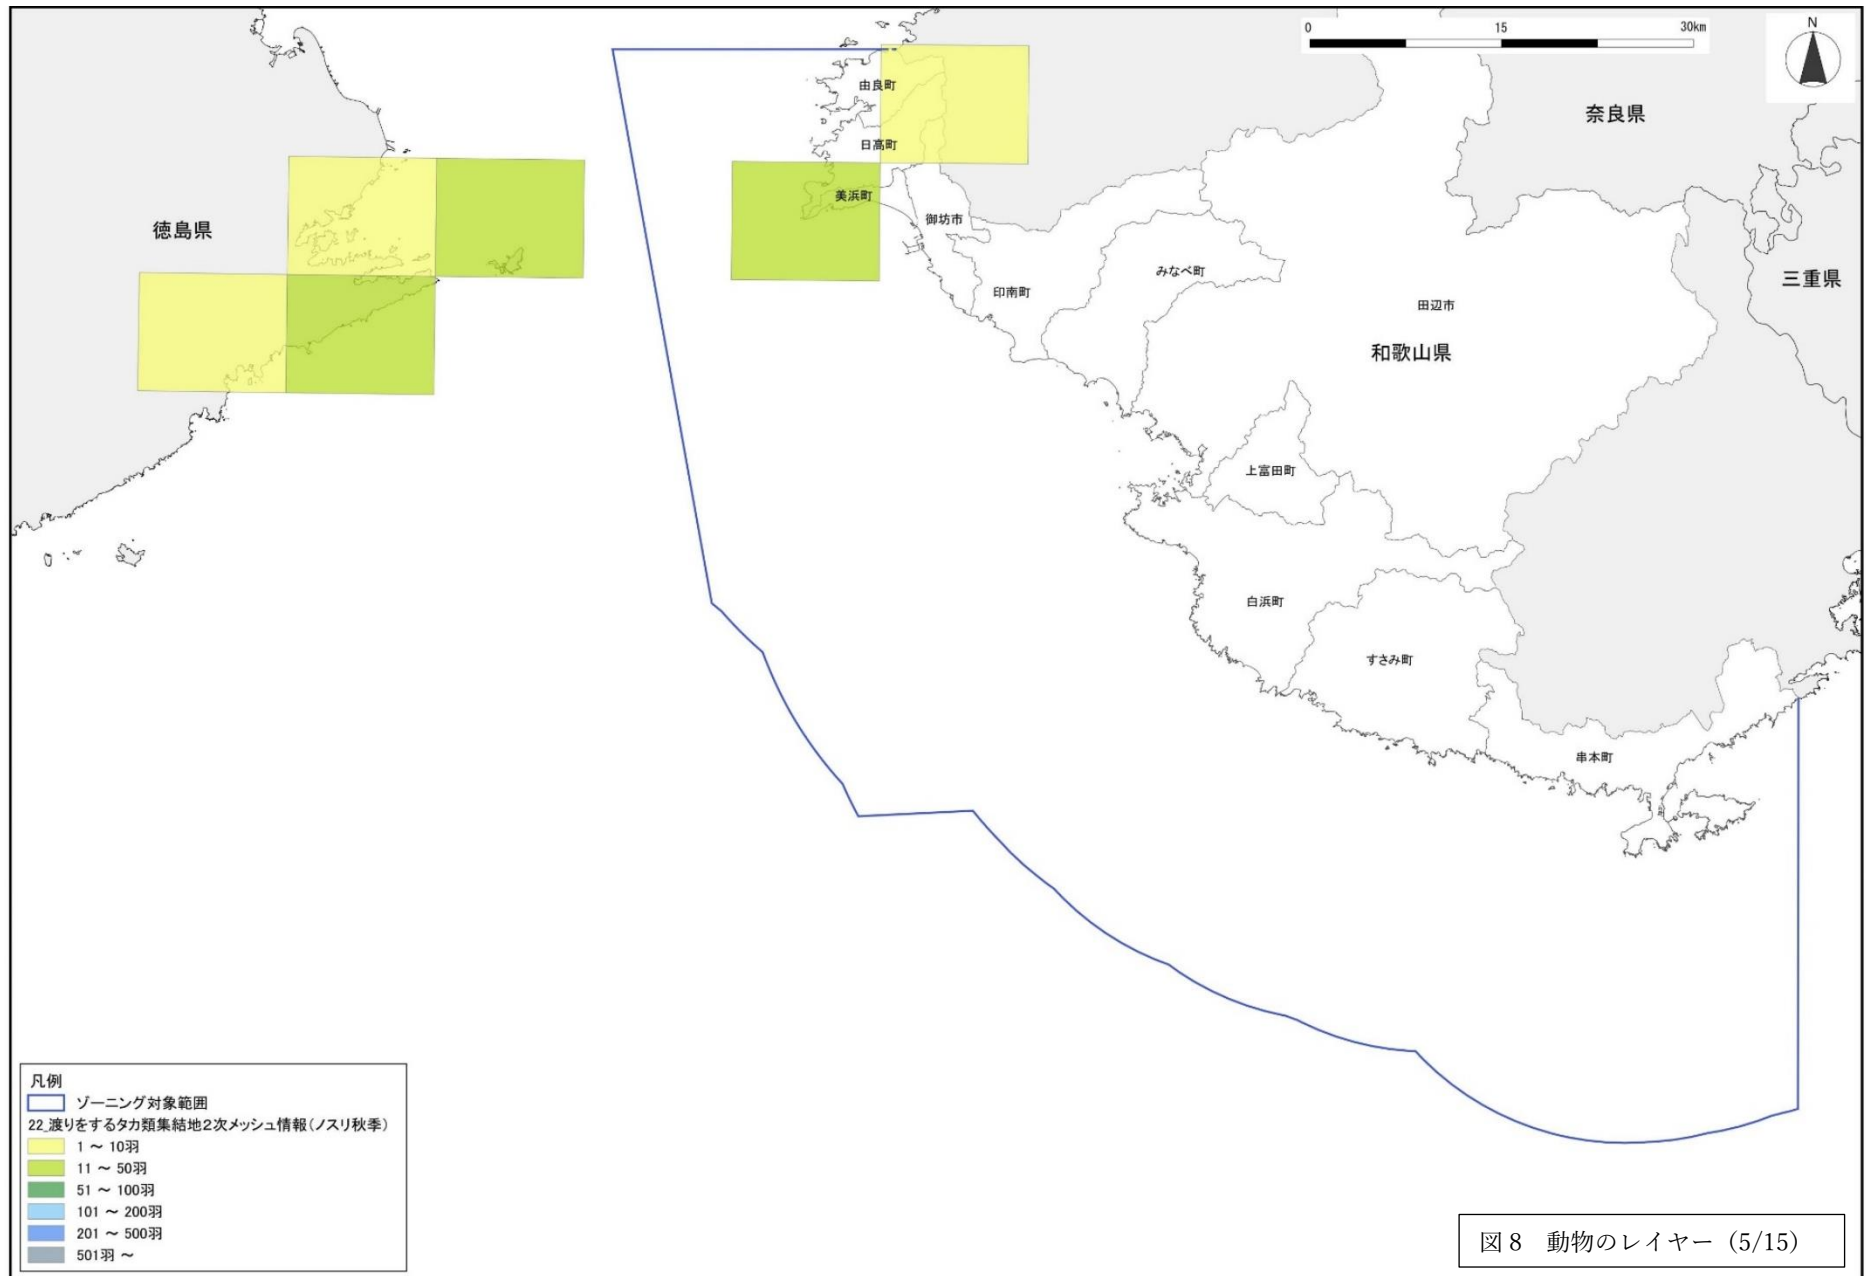 0 15 30km
N
由良町
奈良県
日高町
美浜町
御坊市
徳島県
みなべ町
三重県
印南町
田辺市
和歌山県
上富田町
白浜町
すさみ町
串本町
凡例
ゾーニング対象範囲
22_渡りをするタカ類集結地2次メッシュ情報(ノスリ秋季)
1 ～ 10羽
11 ～ 50羽
51 ～ 100羽
101 ～ 200羽
201 ～ 500羽
501羽 ～
図8 動物のレイヤー（5/15）